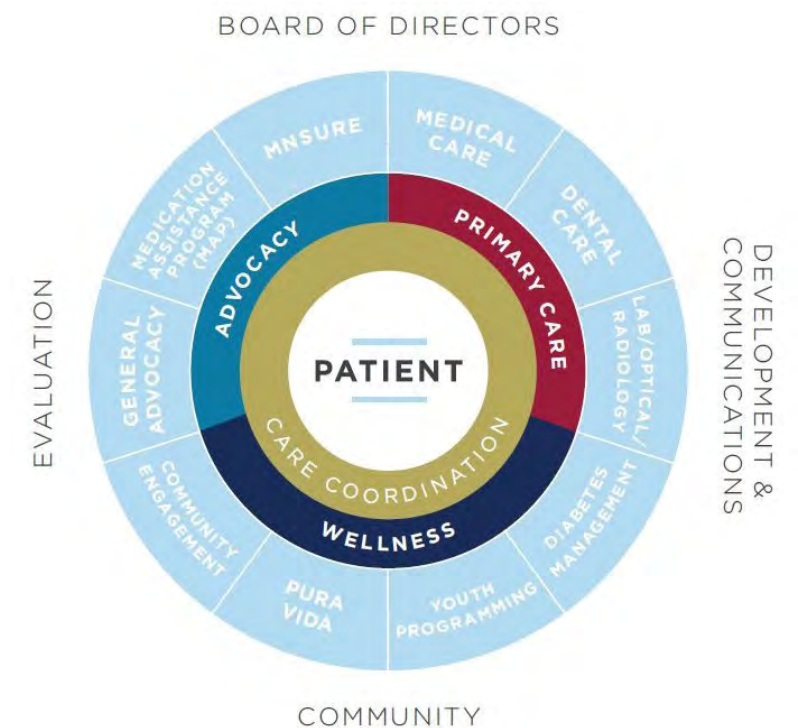 BOARD OF DIRECTORS
MNSURE
MEDICAL
CARE
DENTAL
CARE
LAB/OPTICAL/
RADIOLOGY
DIABETES
MANAGEMENT
YOUTH
PROGRAMMING
PURA
VIDA
COMMUNITY
ENGAGEMENT
GENERAL
ADVOCACY
MEDICATION
ASSISTANCE
PROGRAM
(MAP)
ADVOCACY
PRIMARY CARE
WELLNESS
CARE COORDINATION
PATIENT
EVALUATION
DEVELOPMENT &
COMMUNICATIONS
COMMUNITY